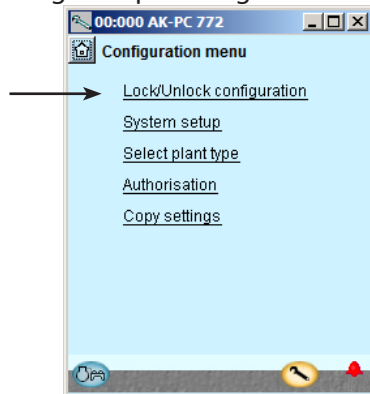 00:000 AK-PC 772
Configuration menu
Lock/Unlock configuration
System setup
Select plant type
Authorisation
Copy settings